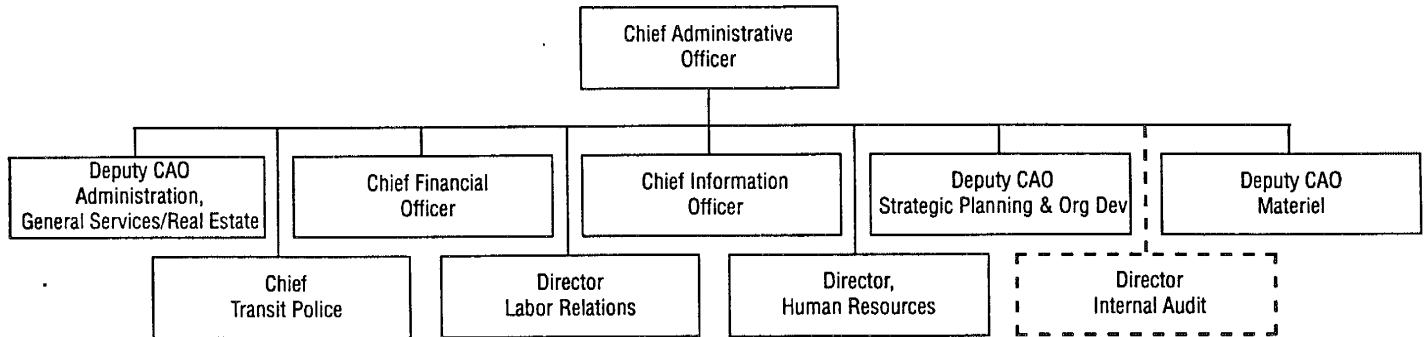 Chief Administrative
Officer
Deputy CAO
Administration,
General Services/Real Estate
Chief Financial
Officer
Chief Information
Officer
Deputy CAO
Strategic Planning & Org Dev
Deputy CAO
Materiel
Chief
Transit Police
Director
Labor Relations
Director,
Human Resources
Director
Internal Audit